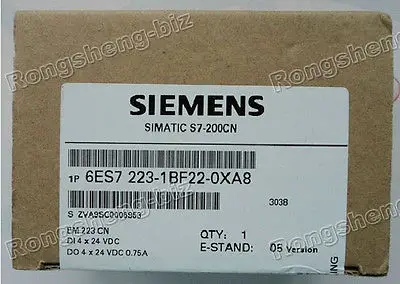 Rongsheng-biz
SIEMENS
SIMATIC S7-200CN
1P 6ES7 223-1BF22-0XA8
3038
EM 223 CN
DI 4 x 24 VDC
DO 4 x 24 VDC 0.75A
QTY: 1
E-STAND: 05 Version